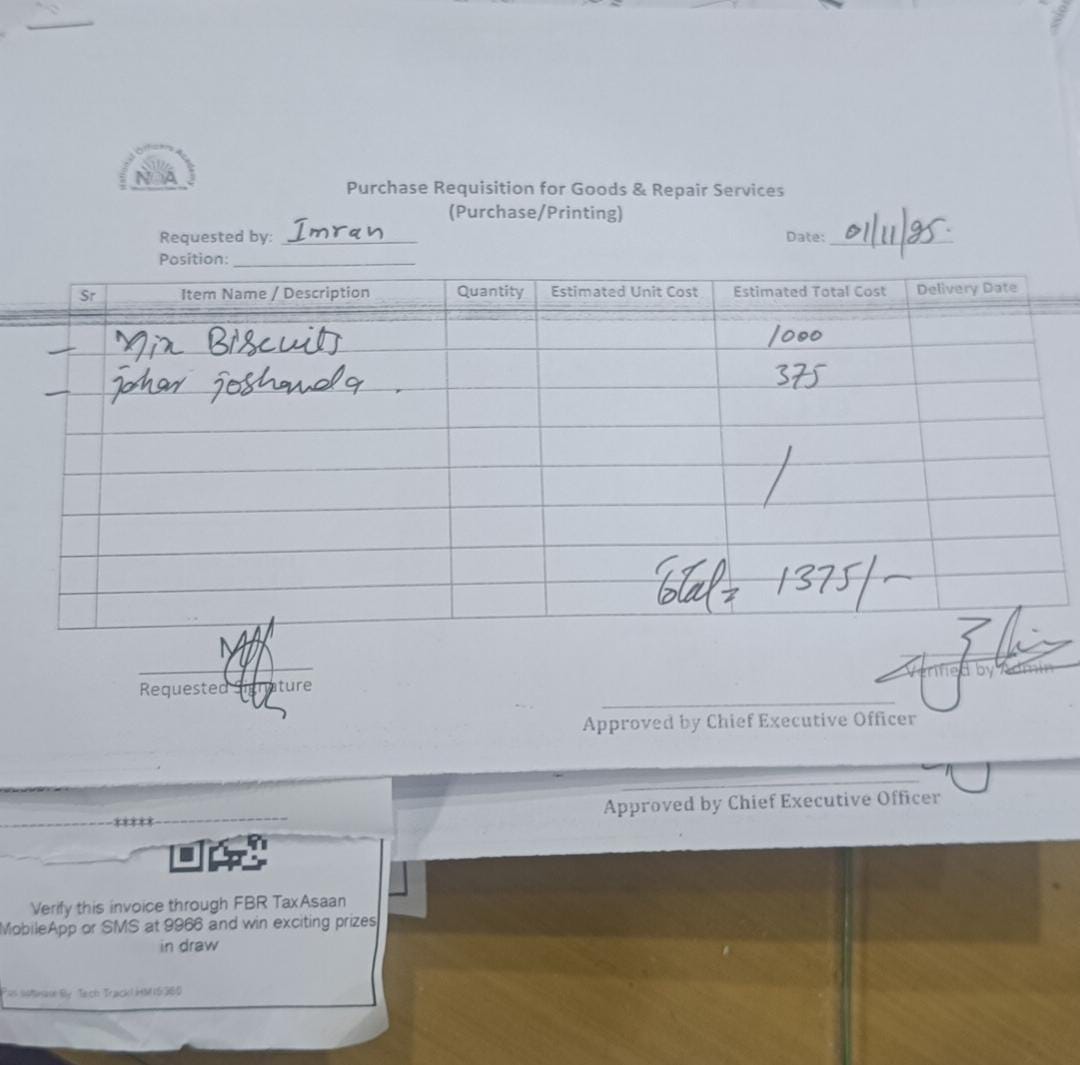 National Officers Academy
NOA
Purchase Requisition for Goods & Repair Services
(Purchase/Printing)
Requested by: Imran
Date: 01/11/25.
Position:
Sr Item Name / Description Quantity Estimated Unit Cost Estimated Total Cost Delivery Date
- Mix Biscuits 1000
- johar joshanda . 375
/
Total= 1375/-
Requested Signature
Verified by Admin
Approved by Chief Executive Officer
Approved by Chief Executive Officer
*****
Verify this invoice through FBR TaxAsaan
MobileApp or SMS at 9966 and win exciting prizes
in draw